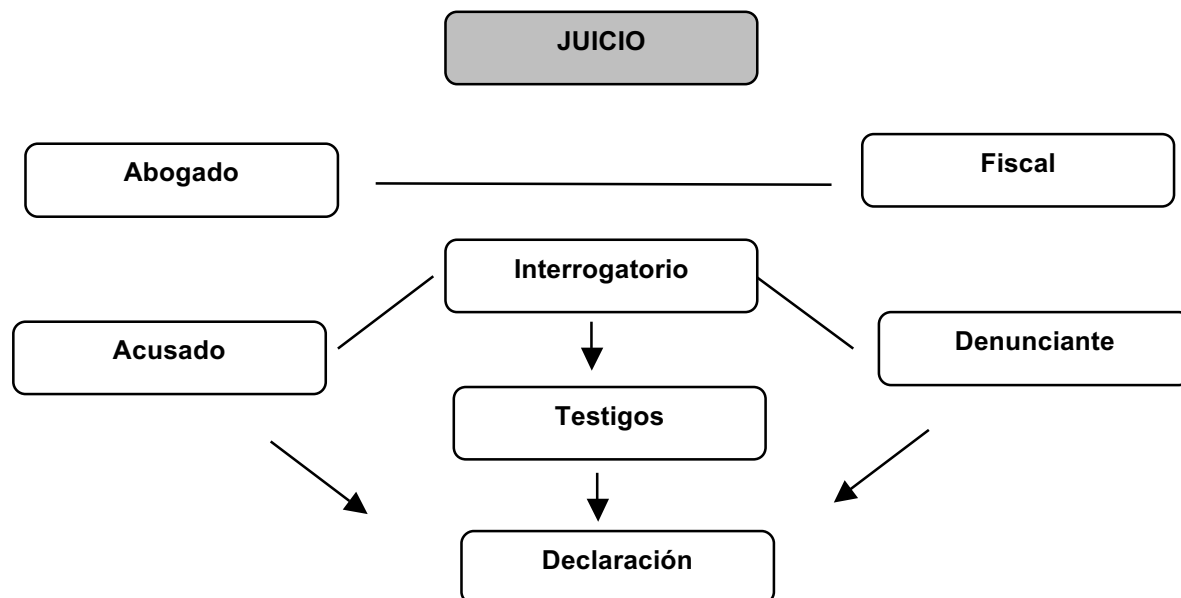 JUICIO
Abogado
Fiscal
Interrogatorio
Acusado
Denunciante
Testigos
Declaración